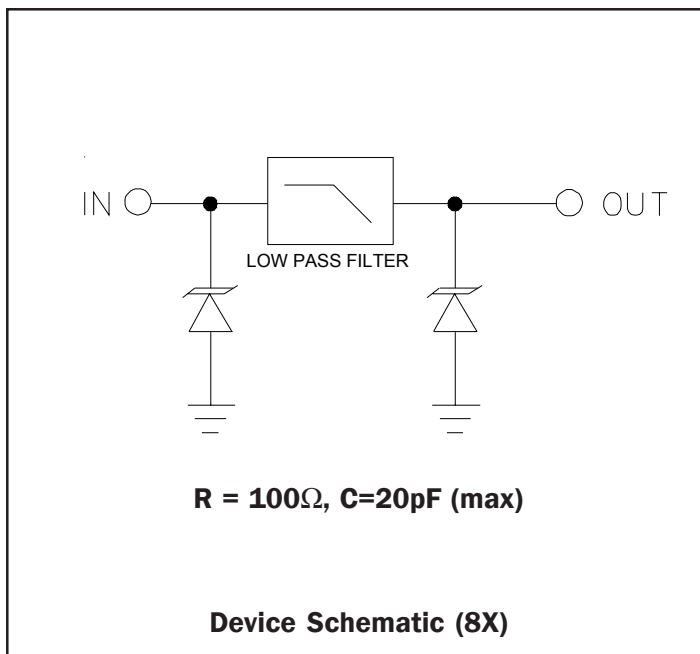 IN OUT
LOW PASS FILTER
R = 100Ω, C=20pF (max)
Device Schematic (8X)